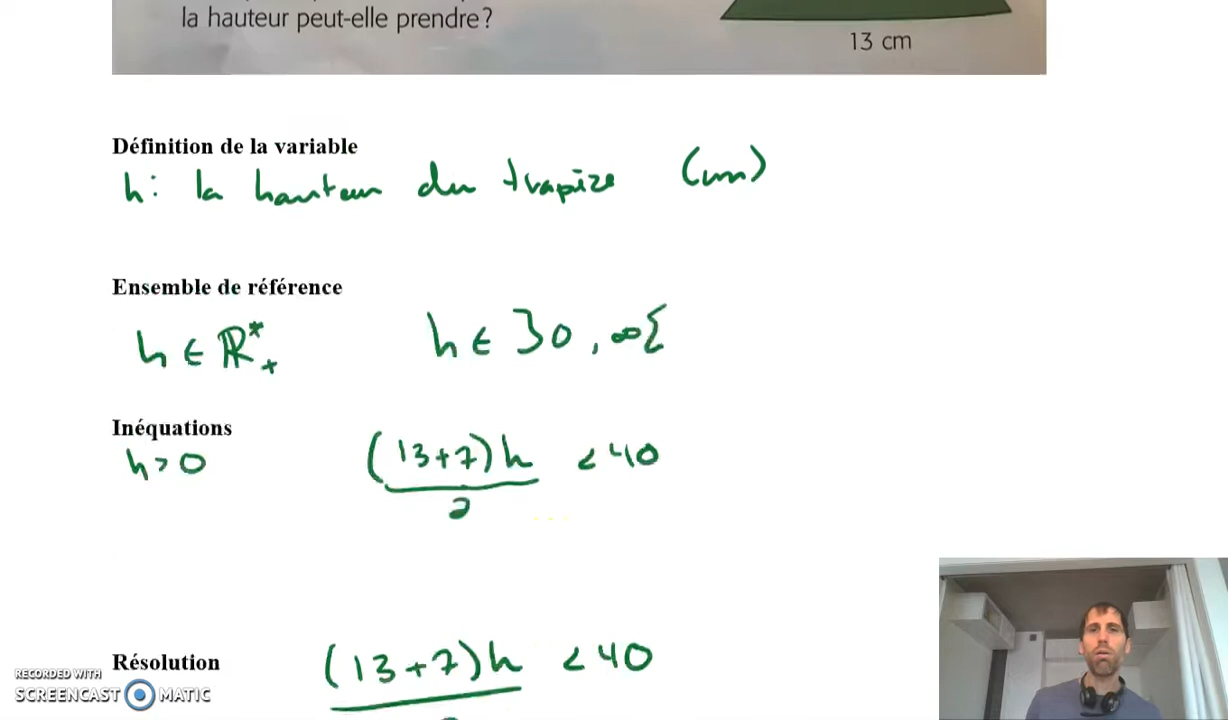 la hauteur peut-elle prendre?
13 cm
Définition de la variable
h: la hauteur du trapèze (cm)
Ensemble de référence
h ∈ ℝ*₊ h ∈ ]0, ∞[
Inéquations
h > 0 (13+7)h / 2 < 40
Résolution (13+7)h < 40
RECORDED WITH
SCREENCAST MATIC